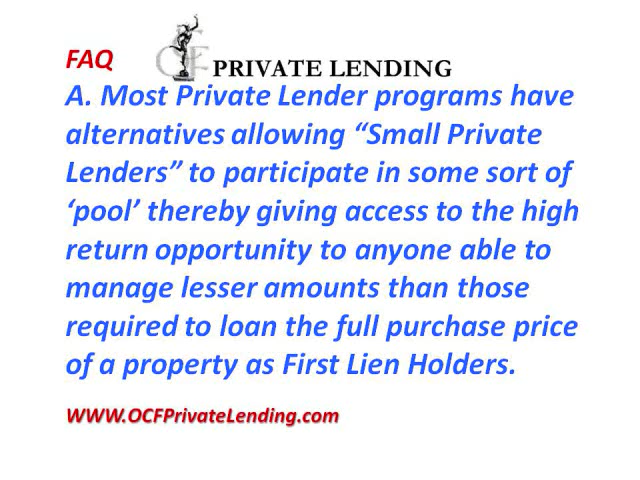 FAQ
OCF
PRIVATE LENDING
A. Most Private Lender programs have
alternatives allowing “Small Private
Lenders” to participate in some sort of
‘pool’ thereby giving access to the high
return opportunity to anyone able to
manage lesser amounts than those
required to loan the full purchase price
of a property as First Lien Holders.
WWW.OCFPrivateLending.com